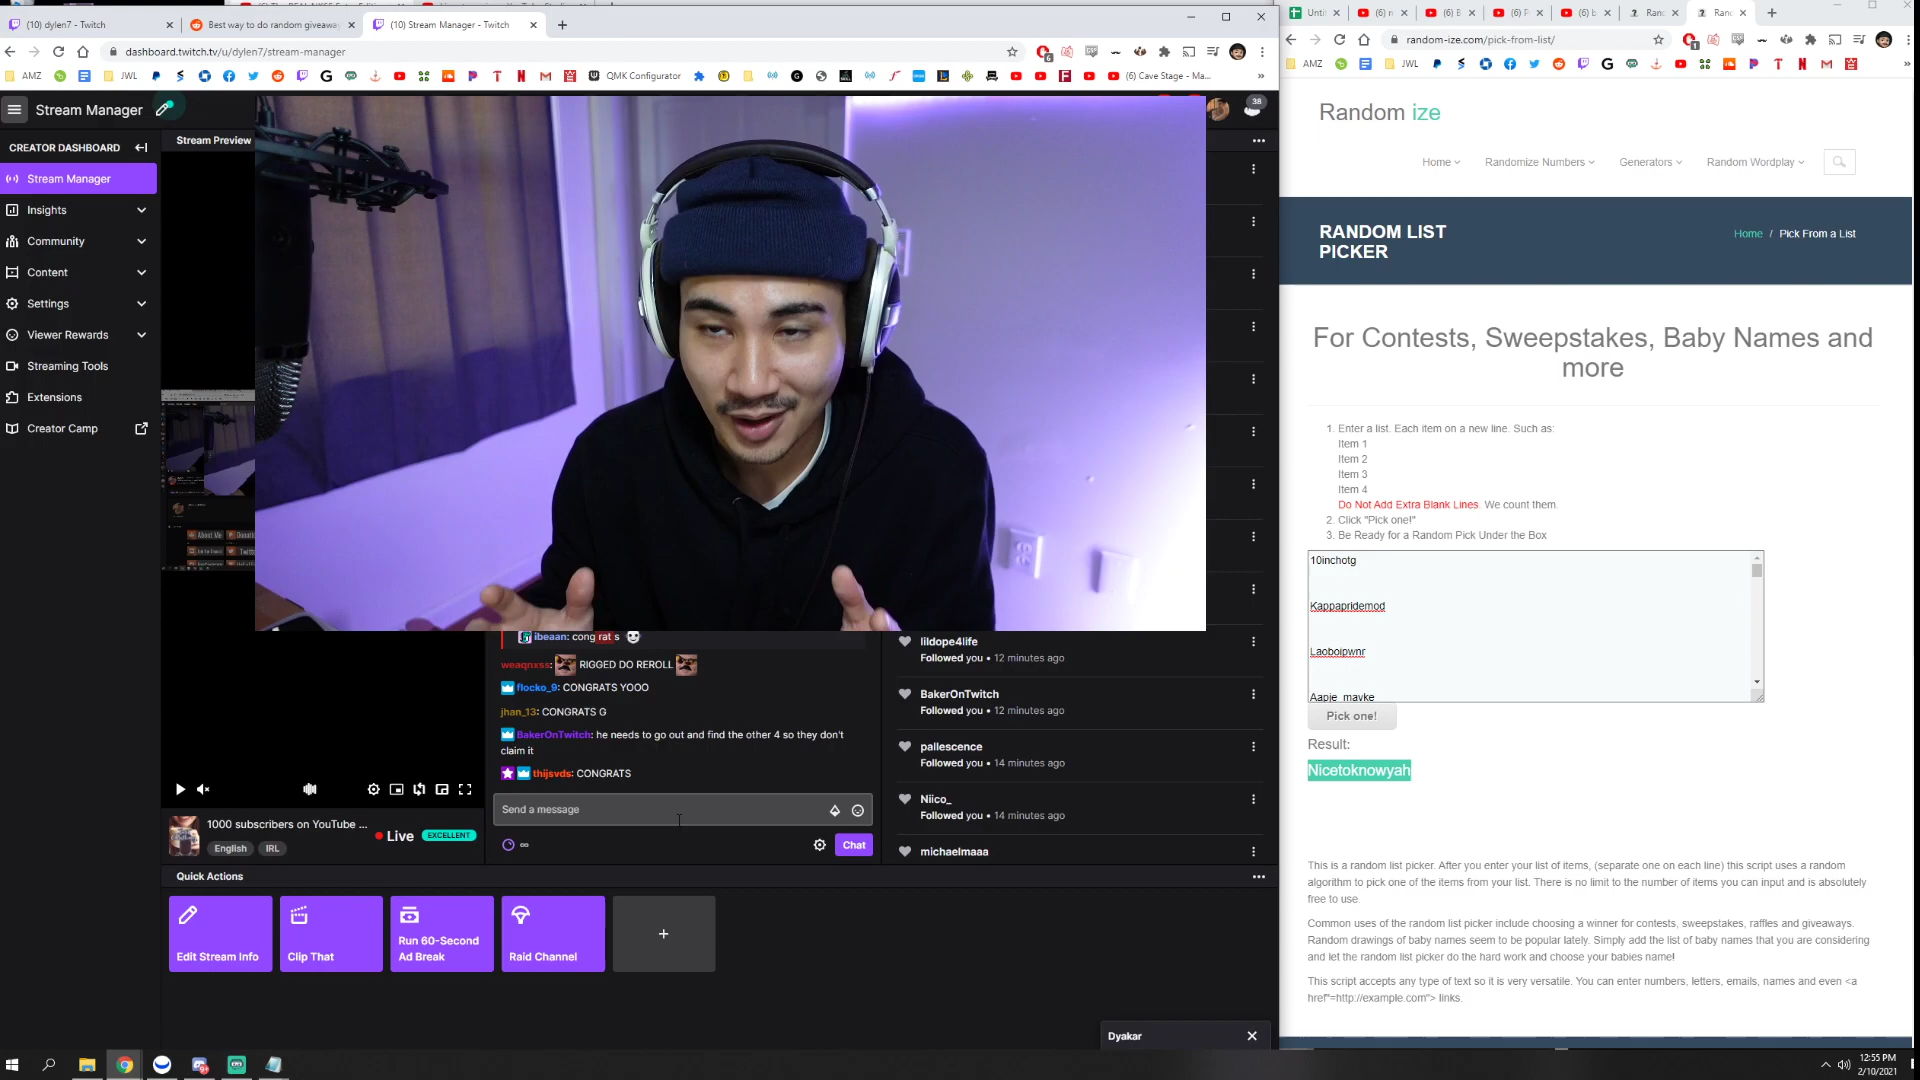 (10) dylen7 - Twitch
Best way to do random giveaway
(10) Stream Manager - Twitch
dashboard.twitch.tv/u/dylen7/stream-manager
AMZ
JWL
QMK Configurator
(6) Cave Stage - Ma...
Stream Manager
38
CREATOR DASHBOARD
Stream Manager
Insights
Community
Content
Settings
Viewer Rewards
Streaming Tools
Extensions
Creator Camp
Stream Preview
ibeaan: cong rat s
weaqnxss: RIGGED DO REROLL
flocko_9: CONGRATS YOOO
jhan_13: CONGRATS G
BakerOnTwitch: he needs to go out and find the other 4 so they don't
claim it
thijsvds: CONGRATS
Send a message
Chat
lildope4life
Followed you • 12 minutes ago
BakerOnTwitch
Followed you • 12 minutes ago
pallescence
Followed you • 14 minutes ago
Niico_
Followed you • 14 minutes ago
michaelmaaa
1000 subscribers on YouTube ...
Live
EXCELLENT
English
IRL
Quick Actions
Edit Stream Info
Clip That
Run 60-Second
Ad Break
Raid Channel
Dyakar
random-ize.com/pick-from-list/
AMZ
JWL
Random ize
Home
Randomize Numbers
Generators
Random Wordplay
RANDOM LIST
PICKER
Home / Pick From a List
For Contests, Sweepstakes, Baby Names and
more
1. Enter a list. Each item on a new line. Such as:
Item 1
Item 2
Item 3
Item 4
Do Not Add Extra Blank Lines. We count them.
2. Click "Pick one!"
3. Be Ready for a Random Pick Under the Box
10inchotg
Kappapridemod
Laoboipwnr
Aapje_mavke
Pick one!
Result:
Nicetoknowyah
This is a random list picker. After you enter your list of items, (separate one on each line) this script uses a random
algorithm to pick one of the items from your list. There is no limit to the number of items you can input and is absolutely
free to use.
Common uses of the random list picker include choosing a winner for contests, sweepstakes, raffles and giveaways.
Random drawings of baby names seem to be popular lately. Simply add the list of baby names that you are considering
and let the random list picker do the hard work and choose your babies name!
This script accepts any type of text so it is very versatile. You can enter numbers, letters, emails, names and even <a
href"=http://example.com"> links.
12:55 PM
2/10/2021